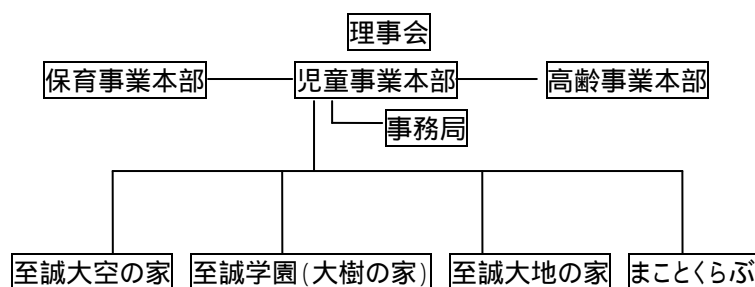 理事会
保育事業本部 児童事業本部 高齢事業本部
事務局
至誠大空の家 至誠学園(大樹の家) 至誠大地の家 まことくらぶ